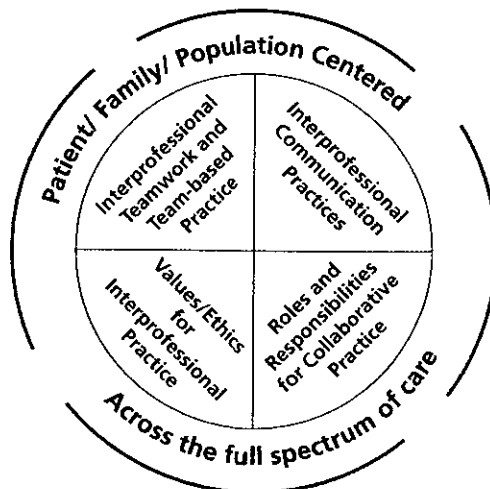 Patient/ Family/ Population Centered
Interprofessional
Teamwork and
Team-based
Practice
Interprofessional
Communication
Practices
Values/Ethics
for
Interprofessional
Practice
Roles and
Responsibilities
for Collaborative
Practice
Across the full spectrum of care